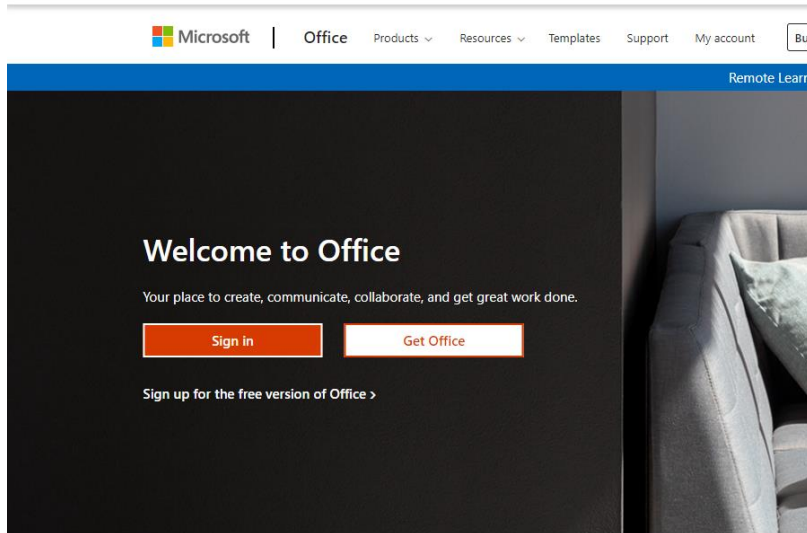 Microsoft Office Products Resources Templates Support My account
Remote
Welcome to Office
Your place to create, communicate, collaborate, and get great work done.
Sign in Get Office
Sign up for the free version of Office >